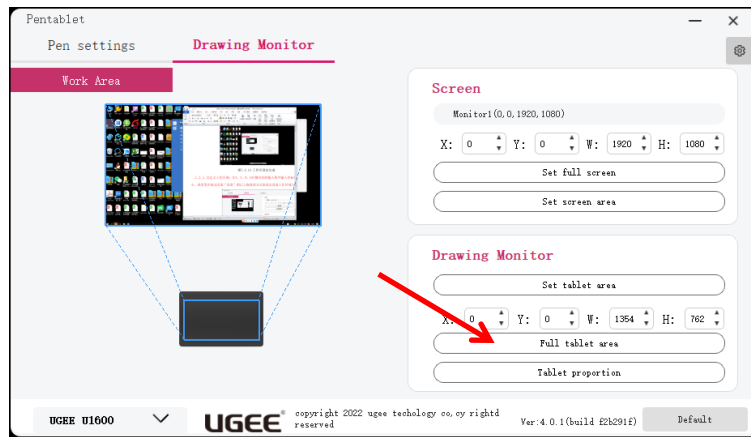 Pentablet
Pen settings
Drawing Monitor
Work Area
Screen
Monitor1(0,0,1920,1080)
X: 0 Y: 0 W: 1920 H: 1080
Set full screen
Set screen area
Drawing Monitor
Set tablet area
X: 0 Y: 0 W: 1354 H: 762
Full tablet area
Tablet proportion
UGEE U1600
UGEE®
copyright 2022 ugee techology co,cy rightd
reserved
Ver:4.0.1(build f2b291f)
Default